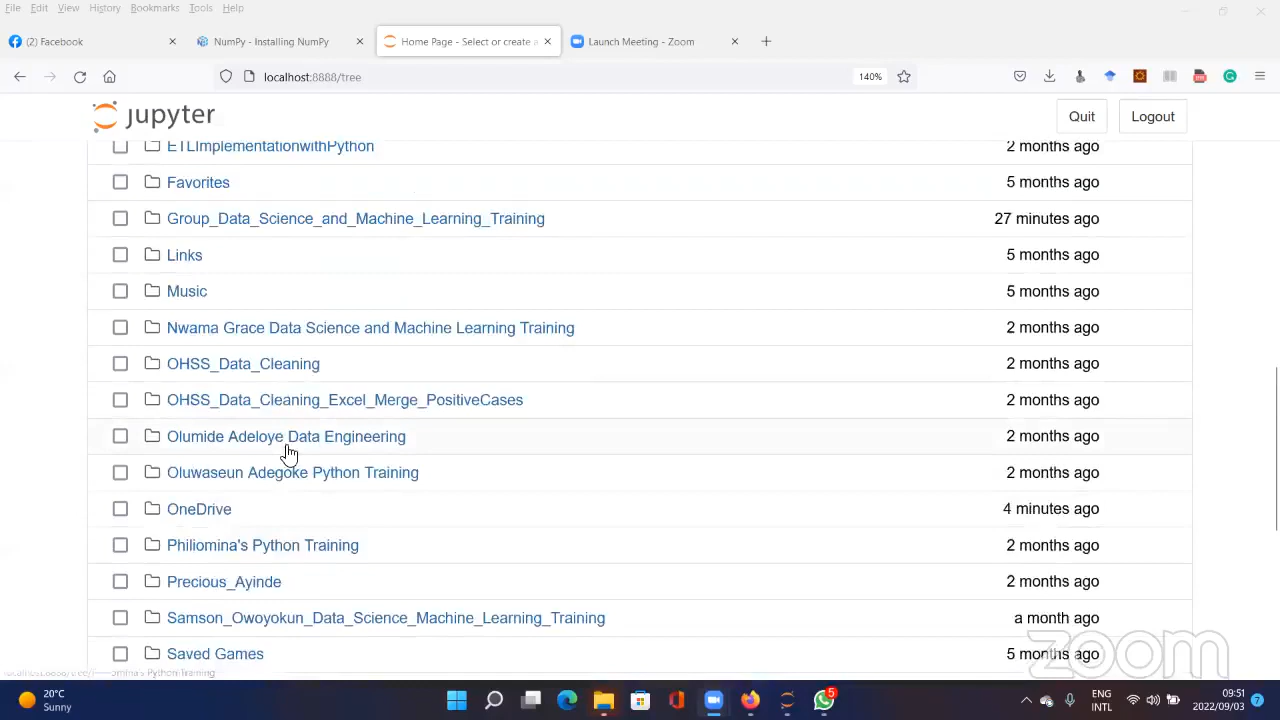 File Edit View History Bookmarks Tools Help
(2) Facebook
NumPy - Installing NumPy
Home Page - Select or create a
Launch Meeting - Zoom
localhost:8888/tree
140%
jupyter
Quit
Logout
ETLImplementationwithPython 2 months ago
Favorites 5 months ago
Group_Data_Science_and_Machine_Learning_Training 27 minutes ago
Links 5 months ago
Music 5 months ago
Nwama Grace Data Science and Machine Learning Training 2 months ago
OHSS_Data_Cleaning 2 months ago
OHSS_Data_Cleaning_Excel_Merge_PositiveCases 2 months ago
Olumide Adeloye Data Engineering 2 months ago
Oluwaseun Adegoke Python Training 2 months ago
OneDrive 4 minutes ago
Philiomina's Python Training 2 months ago
Precious_Ayinde 2 months ago
Samson_Owoyokun_Data_Science_Machine_Learning_Training a month ago
Saved Games 5 months ago
zoom
20°C
Sunny
5
ENG
INTL
09:51
2022/09/03
7